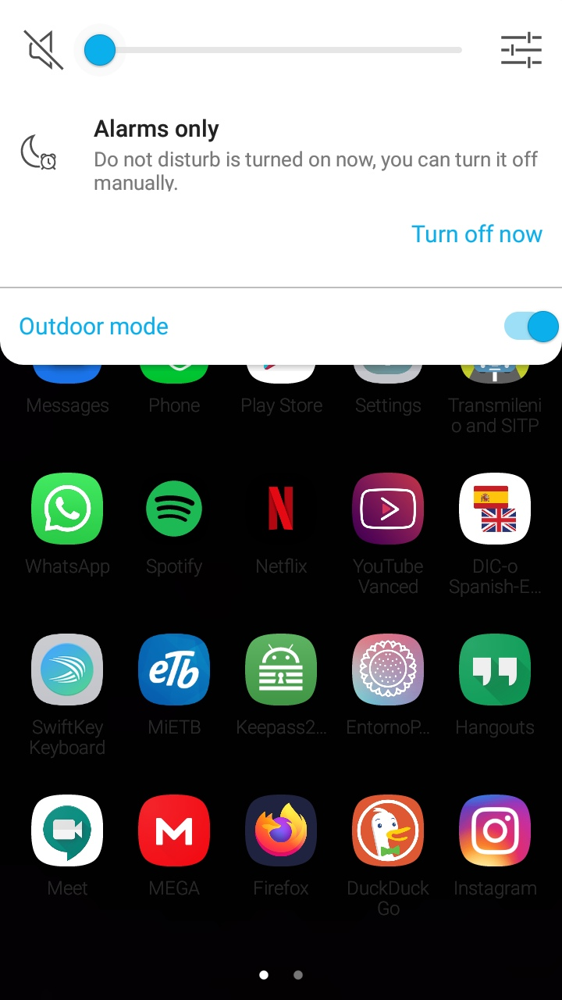 Alarms only
Do not disturb is turned on now, you can turn it off
manually.
Turn off now
Outdoor mode
Messages Phone Play Store Settings Transmileni
o and SITP
N
WhatsApp Spotify Netflix YouTube DIC-o
Vanced Spanish-E...
eTb
SwiftKey MiETB Keepass2... EntornoP... Hangouts
Keyboard
M
Meet MEGA Firefox DuckDuck Instagram
Go